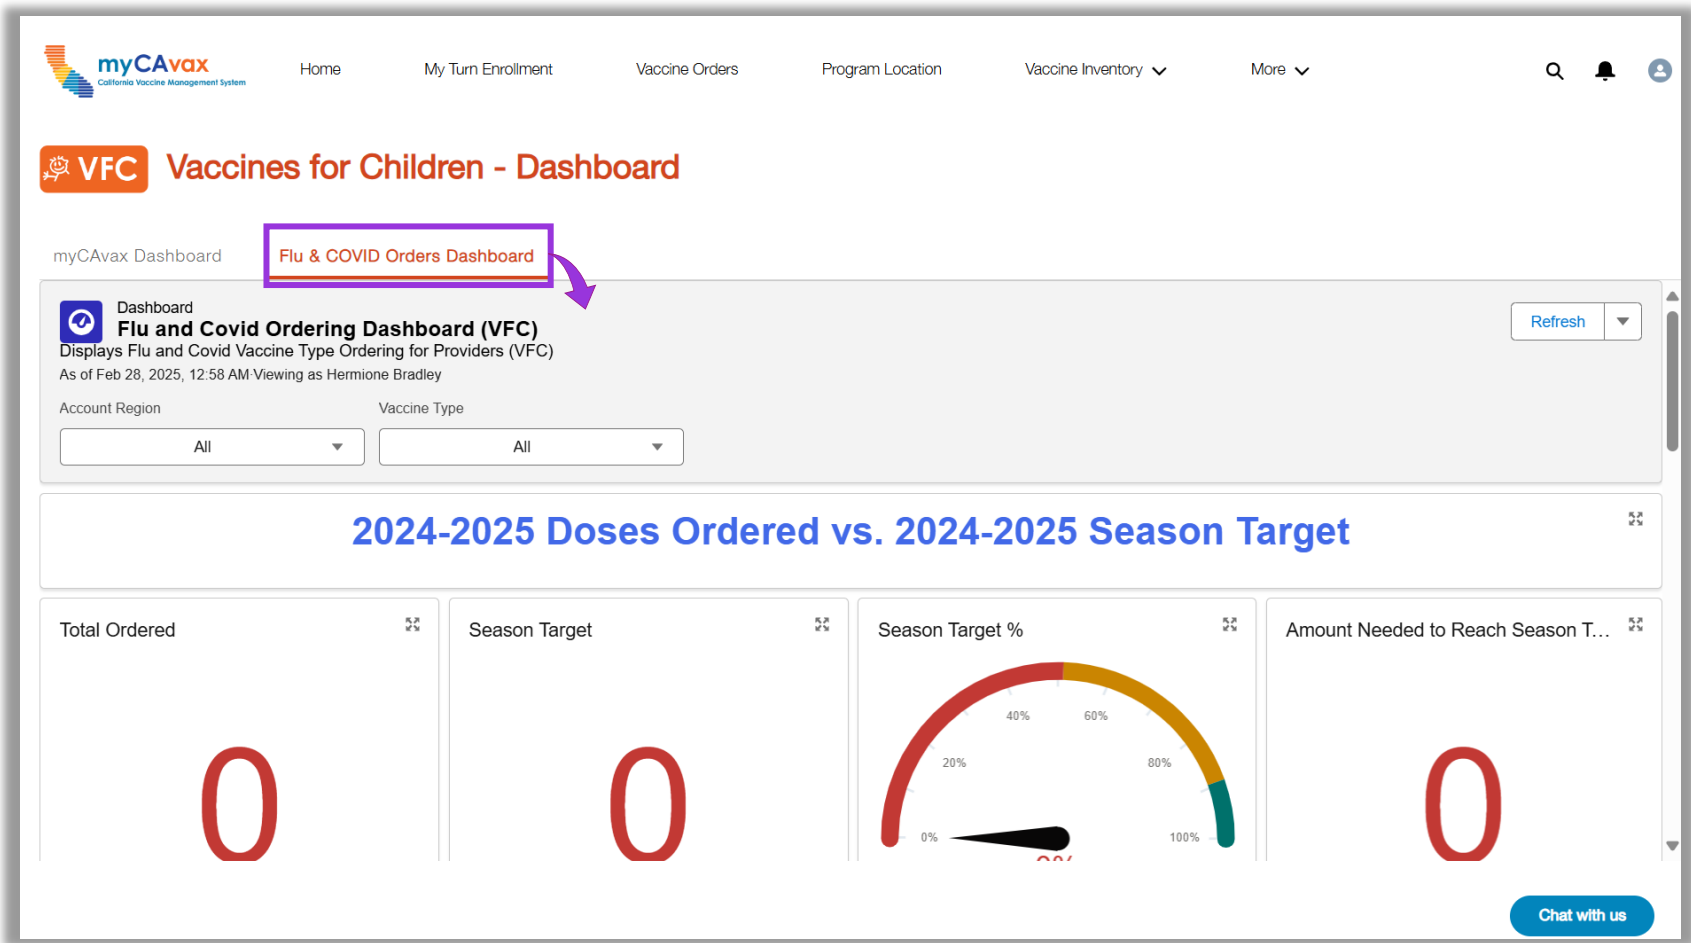 myCAvax
California Vaccine Management System
Home
My Turn Enrollment
Vaccine Orders
Program Location
Vaccine Inventory
More
VFC
Vaccines for Children - Dashboard
myCAvax Dashboard
Flu & COVID Orders Dashboard
Dashboard
Flu and Covid Ordering Dashboard (VFC)
Displays Flu and Covid Vaccine Type Ordering for Providers (VFC)
As of Feb 28, 2025, 12:58 AM·Viewing as Hermione Bradley
Refresh
Account Region
Vaccine Type
All
All
2024-2025 Doses Ordered vs. 2024-2025 Season Target
Total Ordered
Season Target
Season Target %
Amount Needed to Reach Season T...
0
0
0%
20%
40%
60%
80%
100%
0%
0
Chat with us